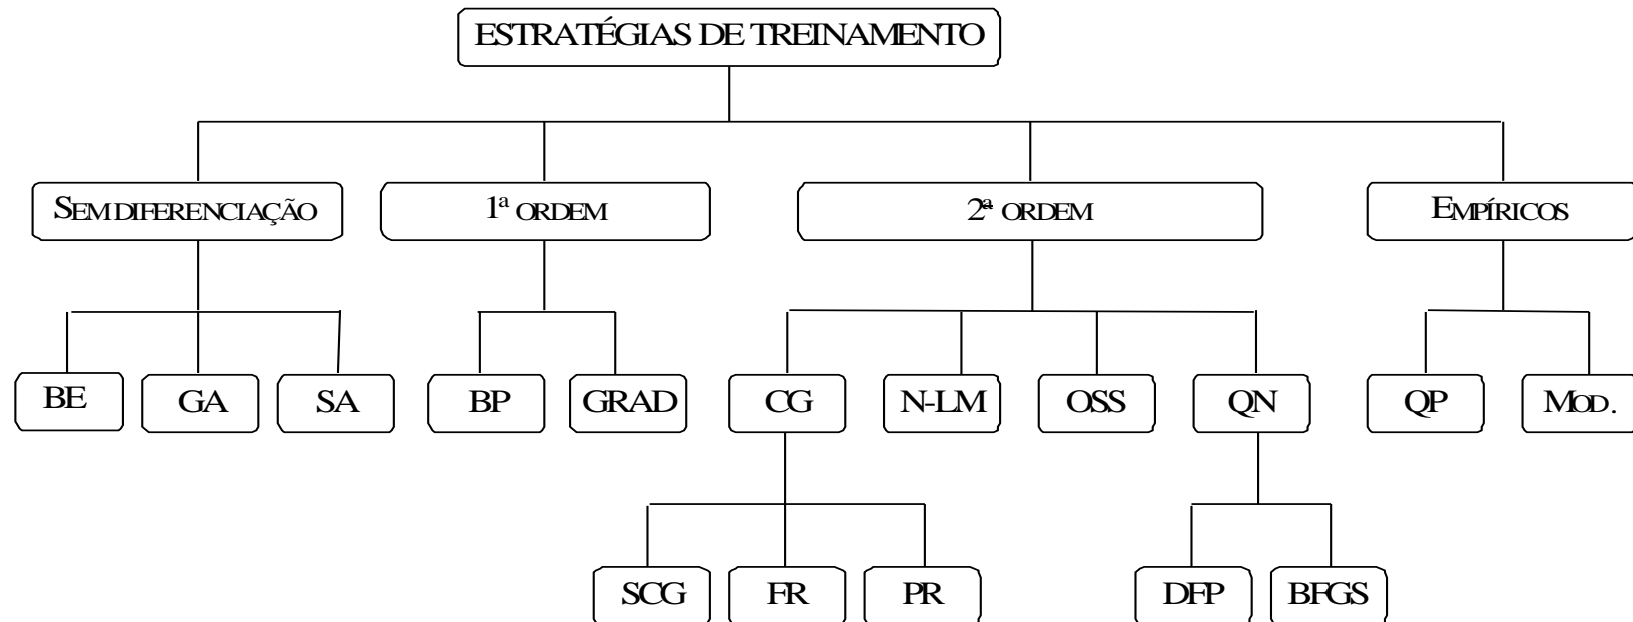 ESTRATÉGIAS DE TREINAMENTO
SEM DIFERENCIAÇÃO
1ª ORDEM
2ª ORDEM
EMPÍRICOS
BE
GA
SA
BP
GRAD
CG
N-LM
OSS
QN
QP
MOD.
SCG
FR
PR
DFP
BFGS